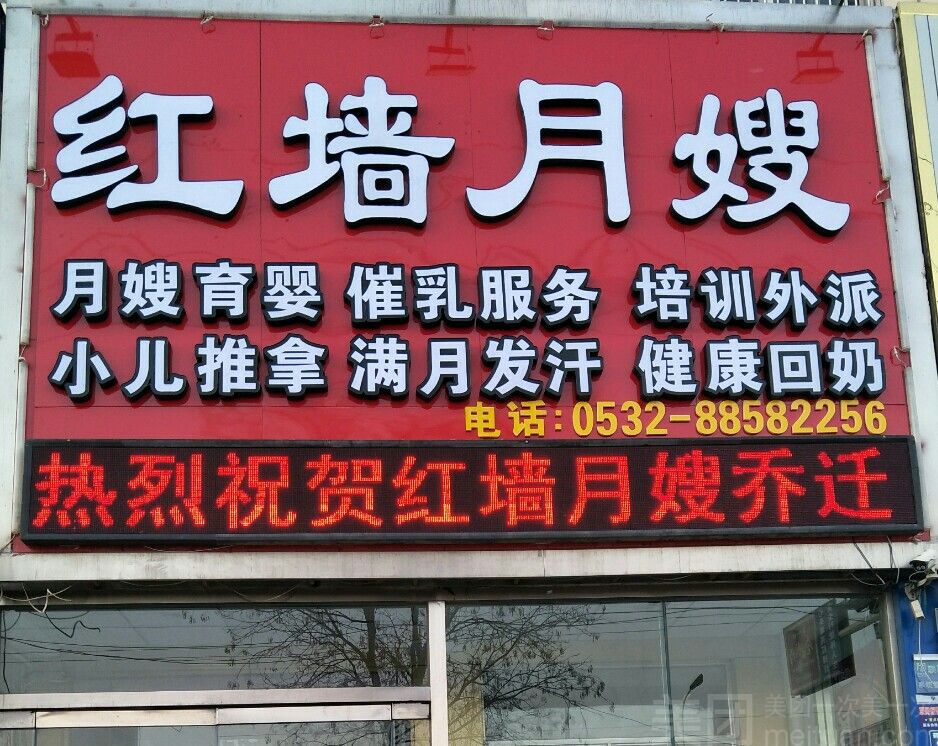 红墙月嫂
月嫂育婴 催乳服务 培训外派
小儿推拿 满月发汗 健康回奶
电话:0532-88582256
热烈祝贺红墙月嫂乔迁
美团